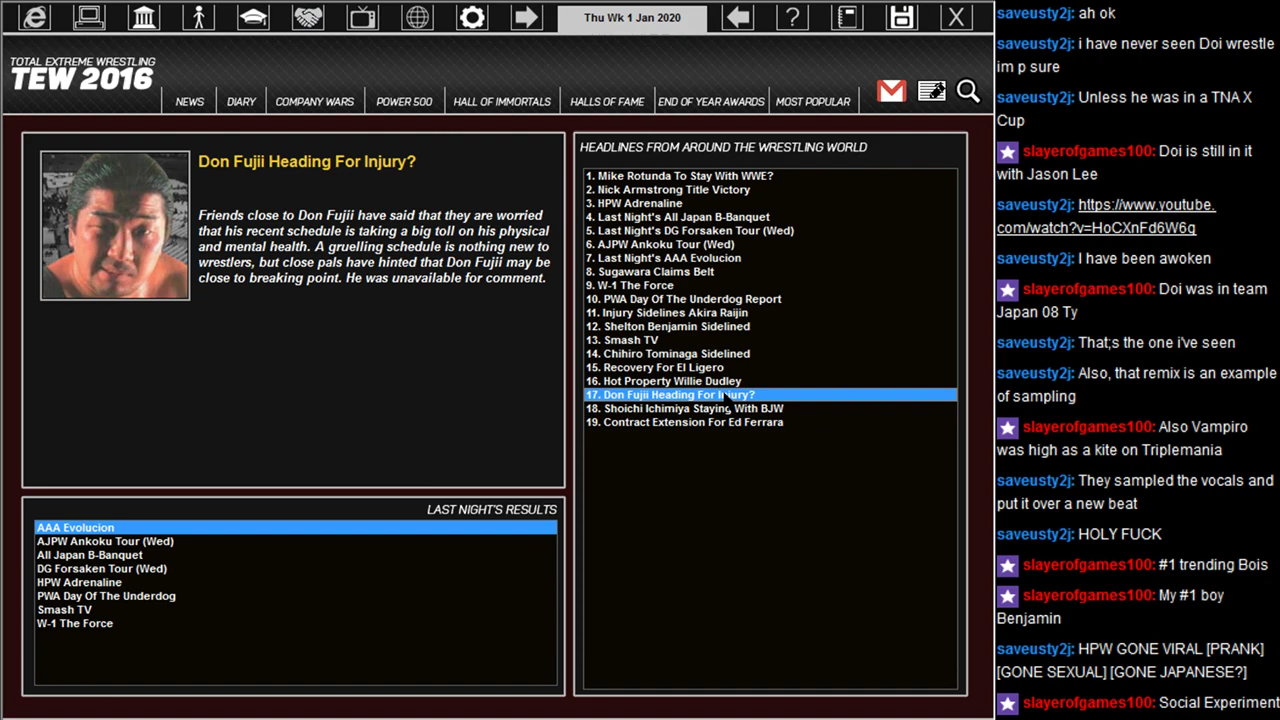 Thu Wk 1 Jan 2020
TOTAL EXTREME WRESTLING
TEW 2016
NEWS
DIARY
COMPANY WARS
POWER 500
HALL OF IMMORTALS
HALLS OF FAME
END OF YEAR AWARDS
MOST POPULAR
Don Fujii Heading For Injury?
Friends close to Don Fujii have said that they are worried
that his recent schedule is taking a big toll on his physical
and mental health. A gruelling schedule is nothing new to
wrestlers, but close pals have hinted that Don Fujii may be
close to breaking point. He was unavailable for comment.
LAST NIGHT'S RESULTS
AAA Evolucion
AJPW Ankoku Tour (Wed)
All Japan B-Banquet
DG Forsaken Tour (Wed)
HPW Adrenaline
PWA Day Of The Underdog
Smash TV
W-1 The Force
HEADLINES FROM AROUND THE WRESTLING WORLD
1. Mike Rotunda To Stay With WWE?
2. Nick Armstrong Title Victory
3. HPW Adrenaline
4. Last Night's All Japan B-Banquet
5. Last Night's DG Forsaken Tour (Wed)
6. AJPW Ankoku Tour (Wed)
7. Last Night's AAA Evolucion
8. Sugawara Claims Belt
9. W-1 The Force
10. PWA Day Of The Underdog Report
11. Injury Sidelines Akira Raijin
12. Shelton Benjamin Sidelined
13. Smash TV
14. Chihiro Tominaga Sidelined
15. Recovery For El Ligero
16. Hot Property Willie Dudley
17. Don Fujii Heading For Injury?
18. Shoichi Ichimiya Staying With BJW
19. Contract Extension For Ed Ferrara
saveusty2j: ah ok
saveusty2j: i have never seen Doi wrestle
im p sure
saveusty2j: Unless he was in a TNA X
Cup
slayerofgames100: Doi is still in it
with Jason Lee
saveusty2j: https://www.youtube.
com/watch?v=HoCXnFd6W6g
saveusty2j: I have been awoken
slayerofgames100: Doi was in team
Japan 08 Ty
saveusty2j: That;s the one i've seen
saveusty2j: Also, that remix is an example
of sampling
slayerofgames100: Also Vampiro
was high as a kite on Triplemania
saveusty2j: They sampled the vocals and
put it over a new beat
saveusty2j: HOLY FUCK
slayerofgames100: #1 trending Bois
slayerofgames100: My #1 boy
Benjamin
saveusty2j: HPW GONE VIRAL [PRANK]
[GONE SEXUAL] [GONE JAPANESE?]
slayerofgames100: Social Experiment